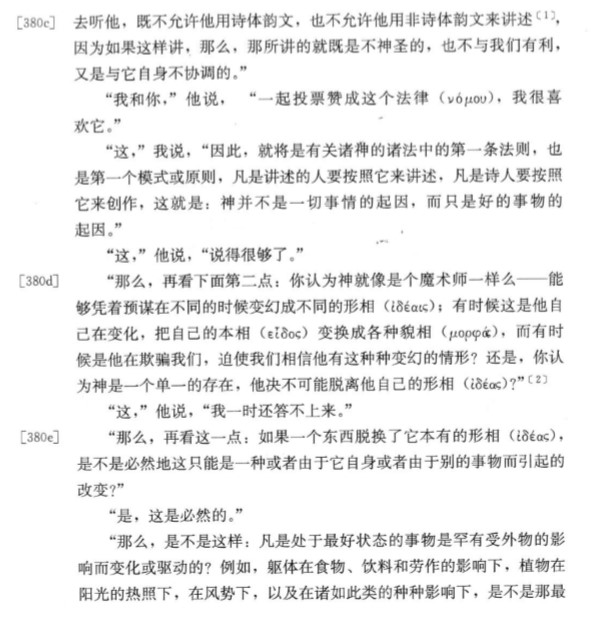 [380c] 去听他，既不允许他用诗体韵文，也不允许他用非诗体韵文来讲述〔1〕，
因为如果这样讲，那么，那所讲的就既是不神圣的，也不与我们有利，
又是与它自身不协调的。”
“我和你，”他说，“一起投票赞成这个法律（νόμου），我很喜
欢它。”
“这，”我说，“因此，就将是有关诸神的诸法中的第一条法则，也
是第一个模式或原则，凡是讲述的人要按照它来讲述，凡是诗人要按照
它来创作，这就是：神并不是一切事情的起因，而只是好的事物的
起因。”
“这，”他说，“说得很够了。”
[380d] “那么，再看下面第二点：你认为神就像是个魔术师一样么——能
够凭着预谋在不同的时候变幻成不同的形相（ἰδέαις）；有时候这是他自
己在变化，把自己的本相（εἶδος）变换成各种貌相（μορφάς），而有时
候是他在欺骗我们，迫使我们相信他有这种种变幻的情形？还是，你认
为神是一个单一的存在，他决不可能脱离他自己的形相（ἰδέας）？”〔2〕
“这，”他说，“我一时还答不上来。”
[380e] “那么，再看这一点：如果一个东西脱换了它本有的形相（ἰδέας），
是不是必然地这只能是一种或者由于它自身或者由于别的事物而引起的
改变？”
“是，这是必然的。”
“那么，是不是这样：凡是处于最好状态的事物是罕有受外物的影
响而变化或驱动的？例如，躯体在食物、饮料和劳作的影响下，植物在
阳光的热照下，在风势下，以及在诸如此类的种种影响下，是不是那最